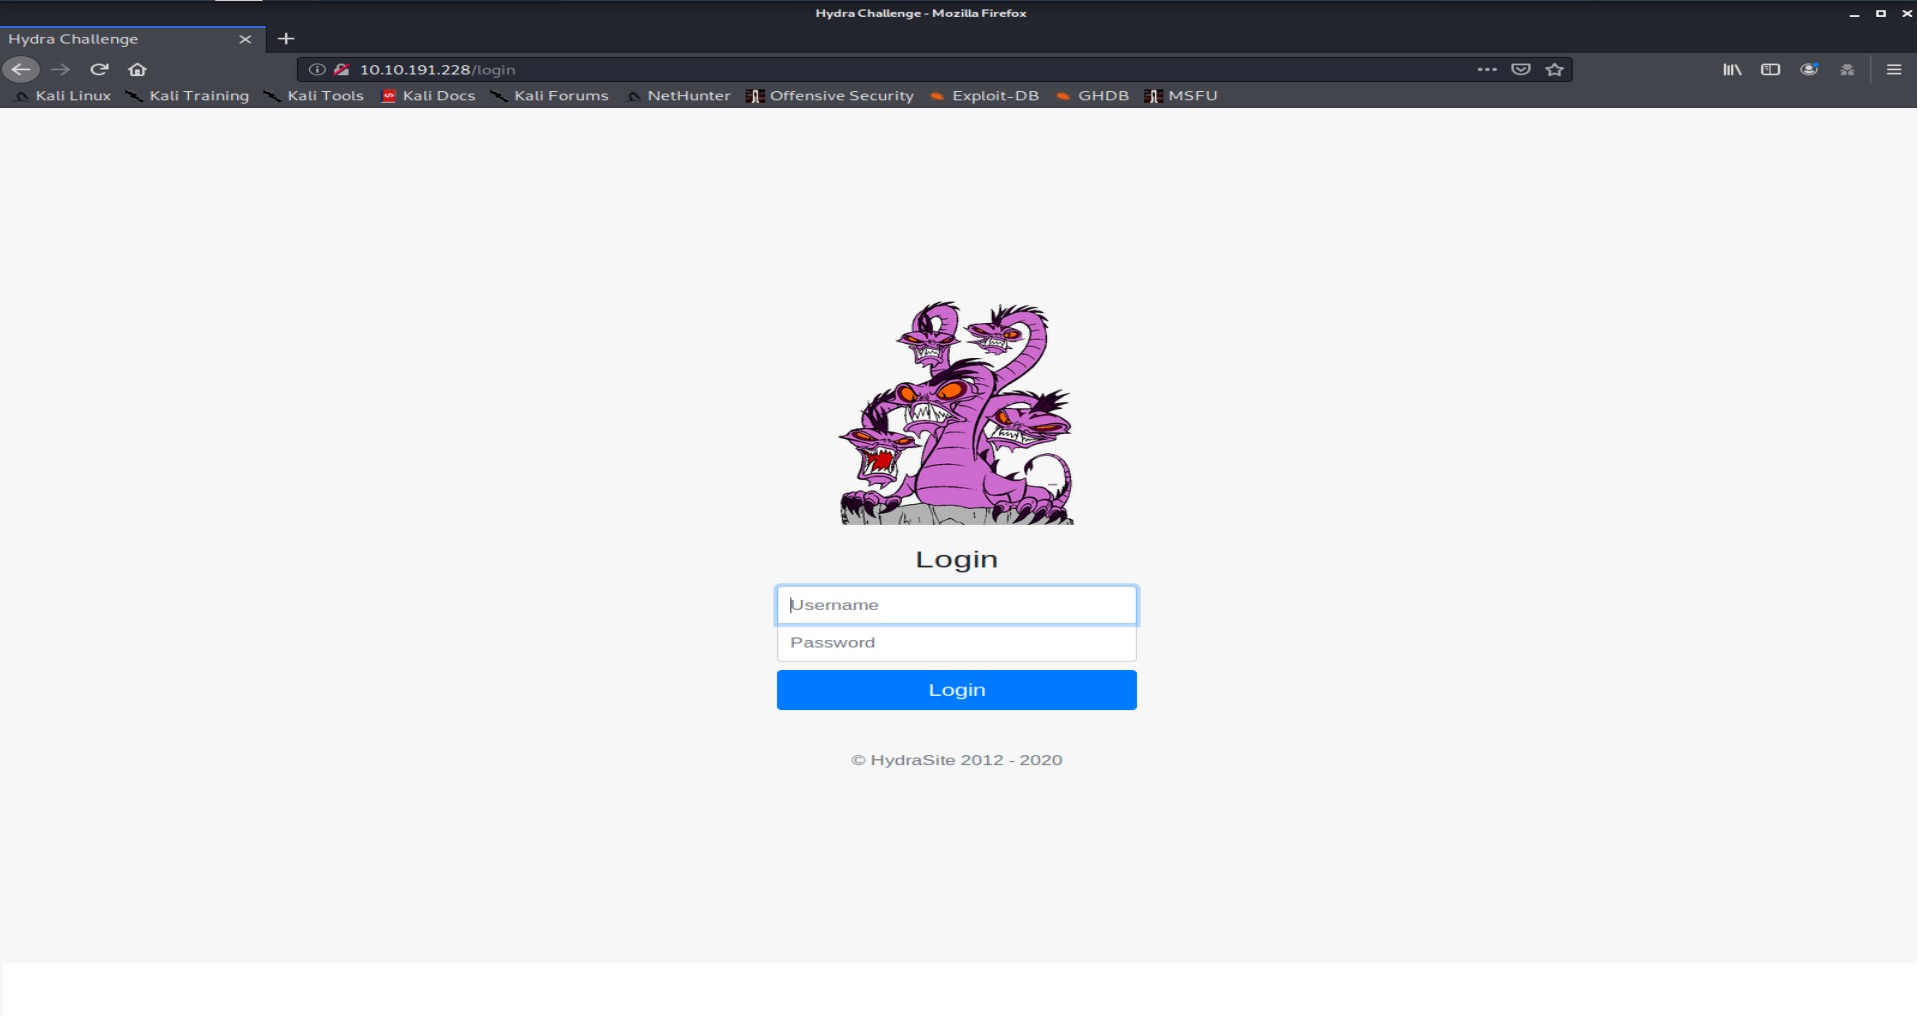 Hydra Challenge - Mozilla Firefox
Hydra Challenge
10.10.191.228/login
Kali Linux Kali Training Kali Tools Kali Docs Kali Forums NetHunter Offensive Security Exploit-DB GHDB MSFU
Login
Username
Password
Login
© HydraSite 2012 - 2020